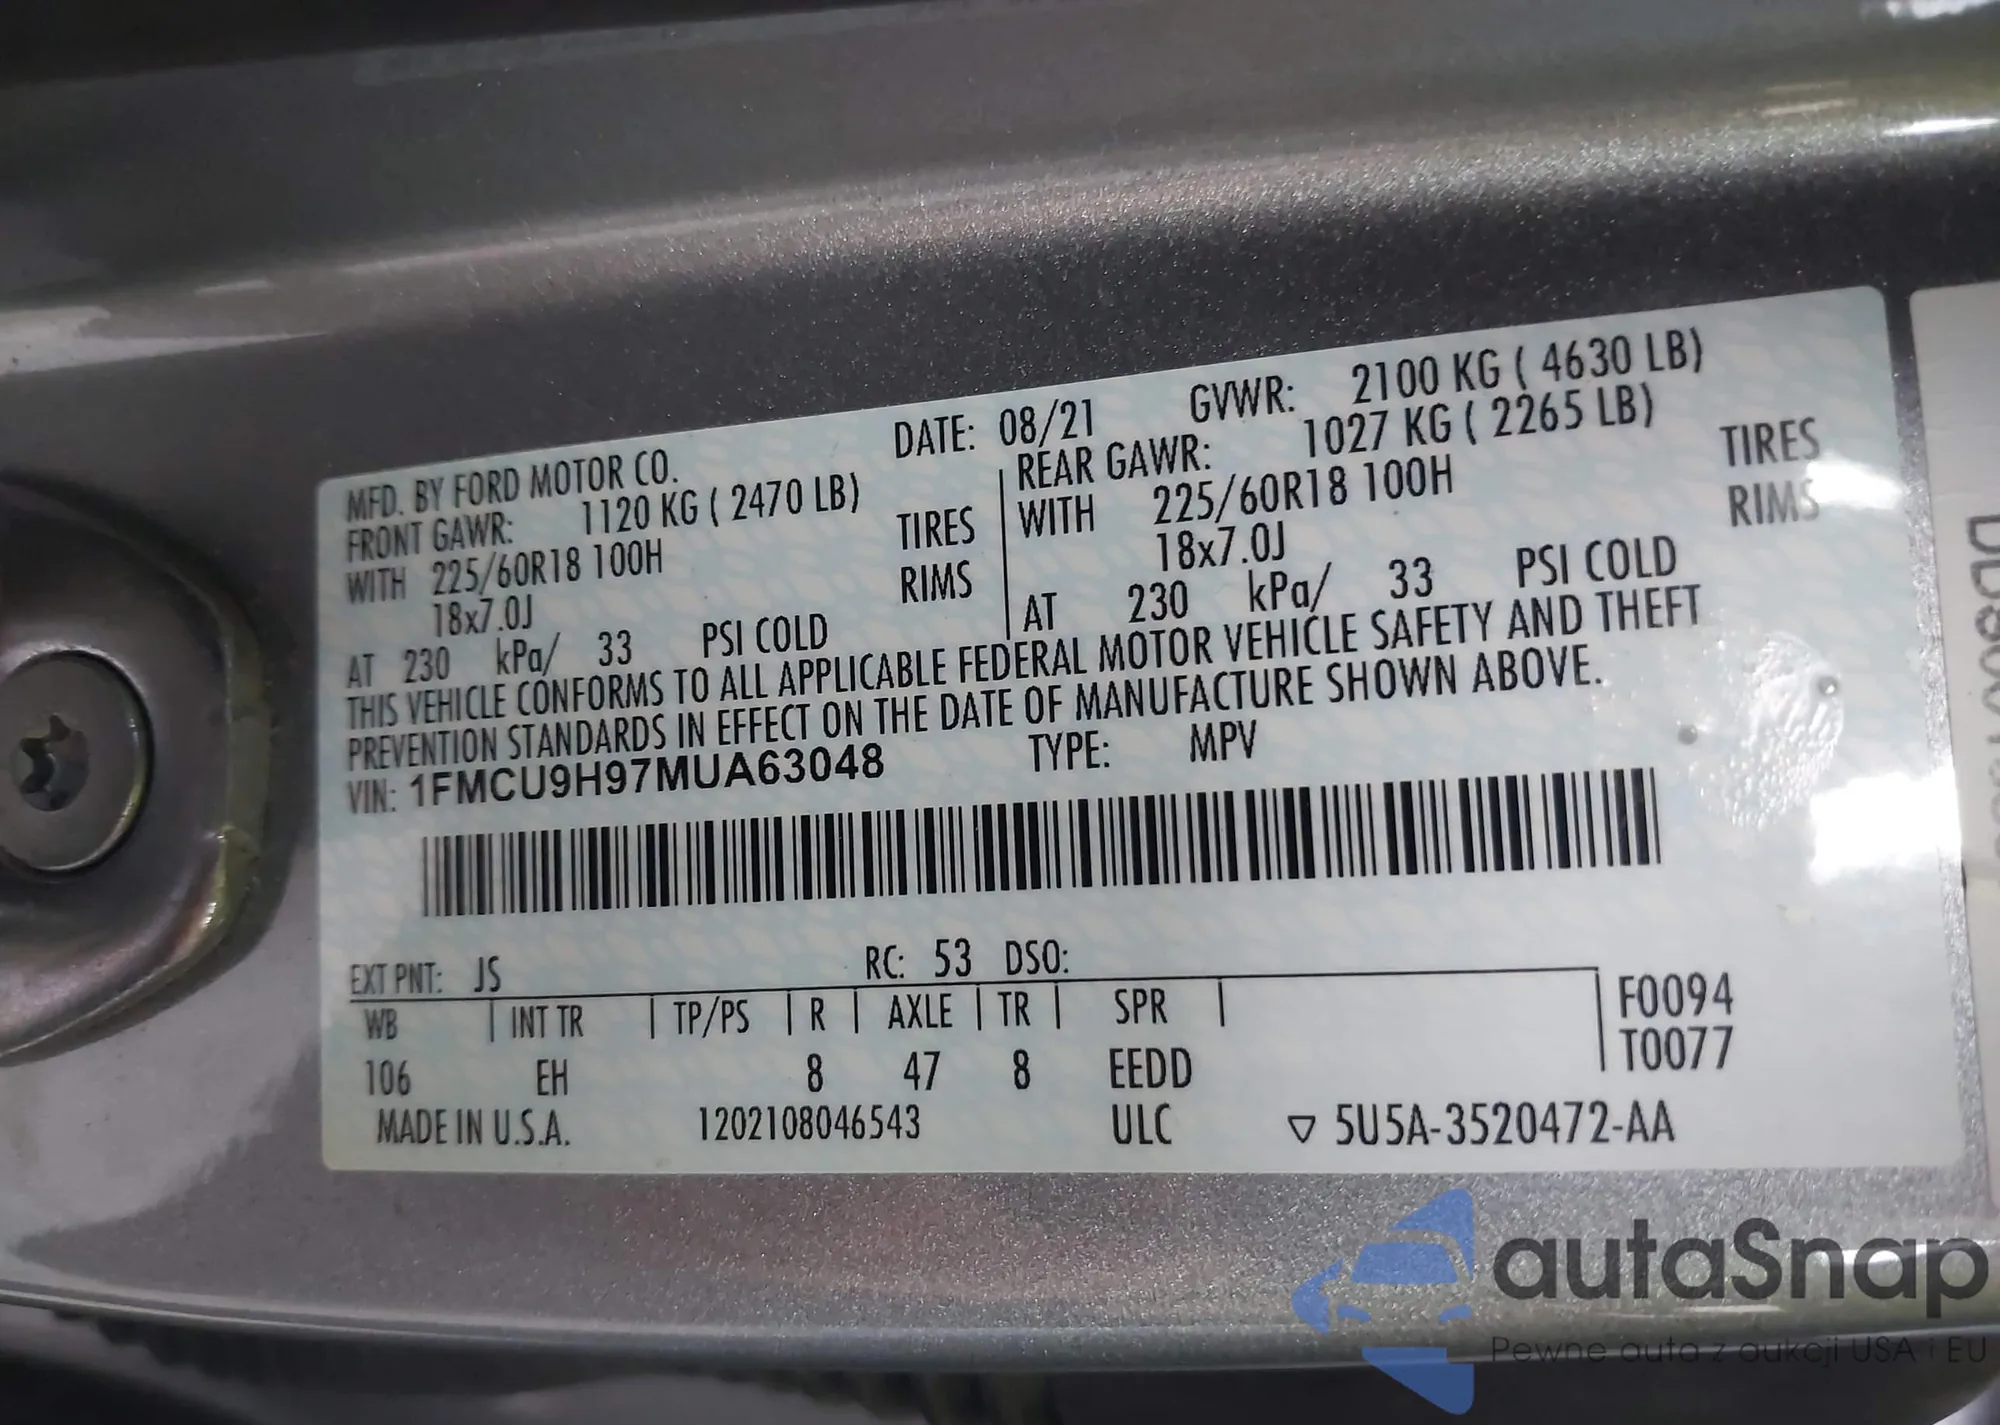 MFD. BY FORD MOTOR CO. DATE: 08/21 GVWR: 2100 KG ( 4630 LB)
FRONT GAWR: 1120 KG ( 2470 LB) REAR GAWR: 1027 KG ( 2265 LB)
WITH 225/60R18 100H TIRES WITH 225/60R18 100H TIRES
18x7.0J RIMS 18x7.0J RIMS
AT 230 kPa/ 33 PSI COLD AT 230 kPa/ 33 PSI COLD
THIS VEHICLE CONFORMS TO ALL APPLICABLE FEDERAL MOTOR VEHICLE SAFETY AND THEFT
PREVENTION STANDARDS IN EFFECT ON THE DATE OF MANUFACTURE SHOWN ABOVE.
VIN: 1FMCU9H97MUA63048 TYPE: MPV
EXT PNT: JS RC: 53 DSO:
WB | INT TR | TP/PS | R | AXLE | TR | SPR | F0094
T0077
106 EH 8 47 8 EEDD
MADE IN U.S.A. 1202108046543 ULC ▽ 5U5A-3520472-AA
autaSnap
Pewne auta z aukcji USA i EU